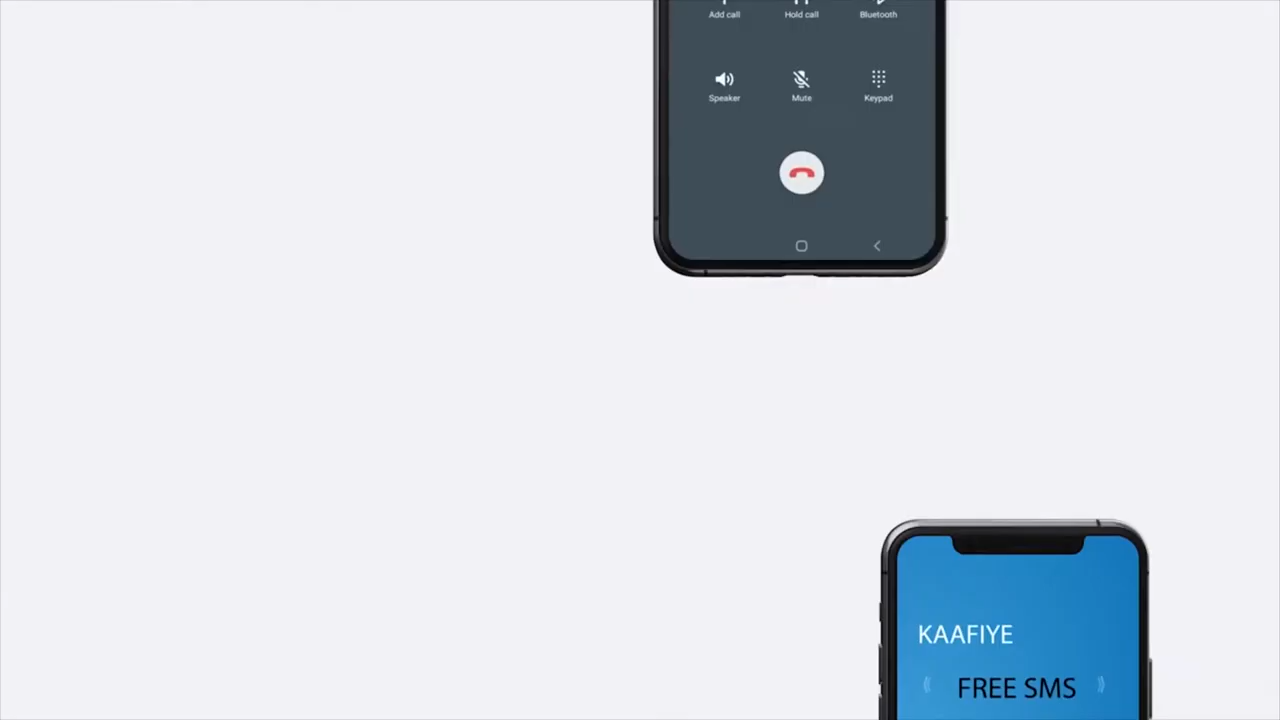 Add call Hold call Bluetooth
Speaker Mute Keypad
KAAFIYE
FREE SMS